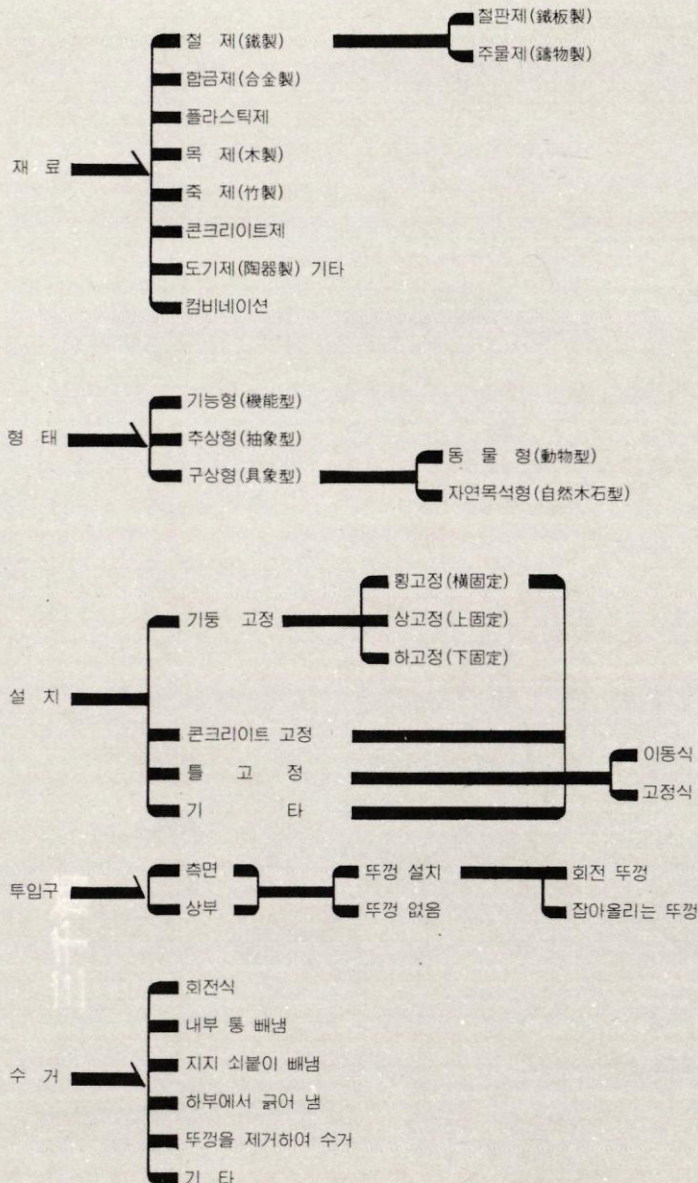 재 료
철 제(鐵製)
철판제(鐵板製)
주물제(鑄物製)
합금제(合金製)
플라스틱제
목 제(木製)
죽 제(竹製)
콘크리이트제
도기제(陶器製) 기타
컴비네이션
형 태
기능형(機能型)
추상형(抽象型)
구상형(具象型)
동 물 형(動物型)
자연목석형(自然木石型)
설 치
기둥 고정
횡고정(橫固定)
상고정(上固定)
하고정(下固定)
콘크리이트 고정
틀 고 정
기 타
이동식
고정식
투입구
측면
상부
뚜껑 설치
뚜껑 없음
회전 뚜껑
잡아올리는 뚜껑
수 거
회전식
내부 통 빼냄
지지 쇠붙이 빼냄
하부에서 긁어 냄
뚜껑을 제거하여 수거
기 타